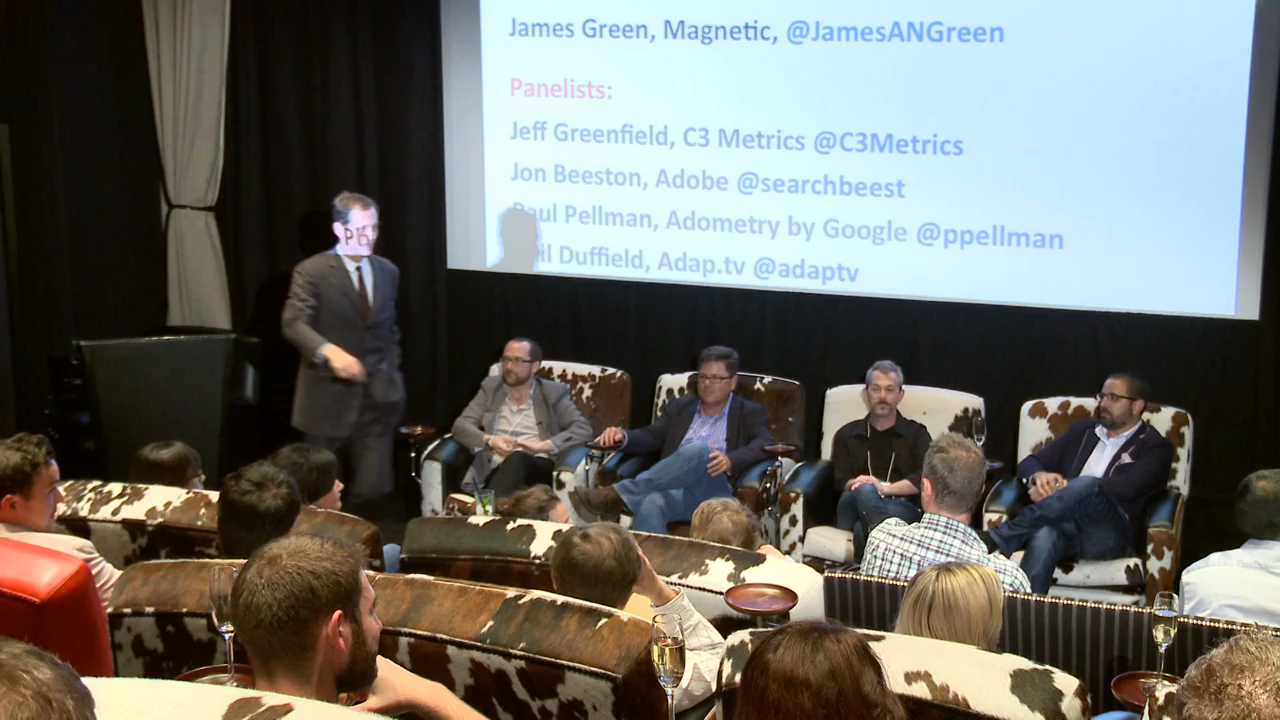 James Green, Magnetic, @JamesANGreen
Panelists:
Jeff Greenfield, C3 Metrics @C3Metrics
Jon Beeston, Adobe @searchbeest
Paul Pellman, Adometry by Google @ppellman
Duffield, Adap.tv @adaptv